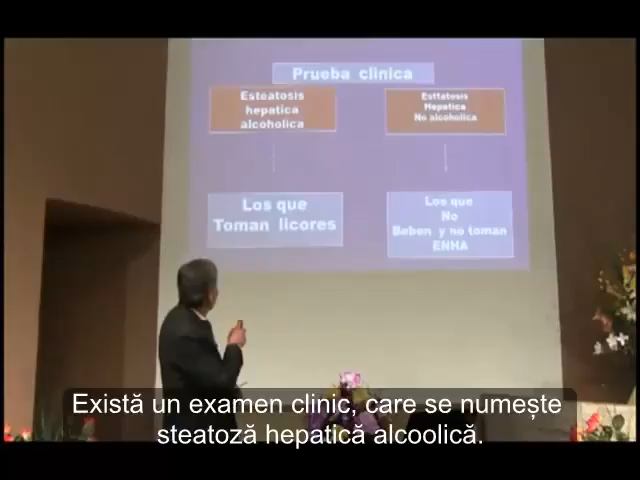 Prueba clinica
Esteatosis
hepatica
alcoholica
Esttatosis
Hepatica
No alcoholica
Los que
Toman licores
Los que
No
Beben y no toman
ENHA
Există un examen clinic, care se numește
steatoză hepatică alcoolică.